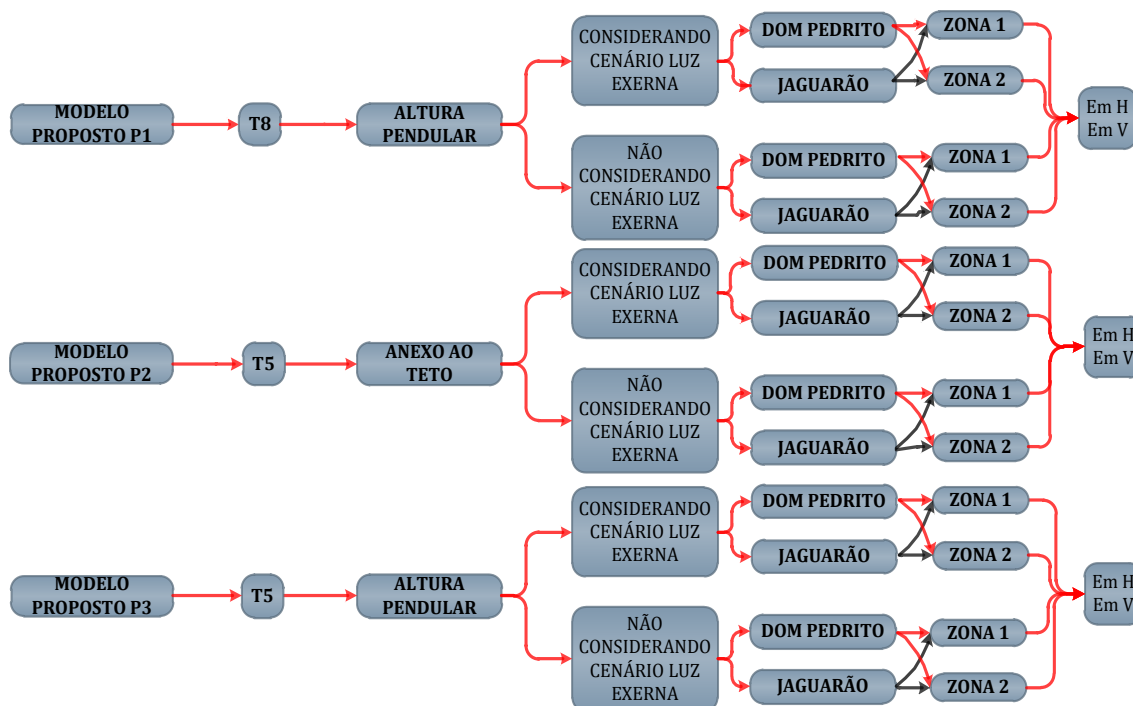 MODELO
PROPOSTO P1
T8
ALTURA
PENDULAR
CONSIDERANDO
CENÁRIO LUZ
EXERNA
DOM PEDRITO
JAGUARÃO
ZONA 1
ZONA 2
NÃO
CONSIDERANDO
CENÁRIO LUZ
EXERNA
DOM PEDRITO
JAGUARÃO
ZONA 1
ZONA 2
Em H
Em V
MODELO
PROPOSTO P2
T5
ANEXO AO
TETO
CONSIDERANDO
CENÁRIO LUZ
EXERNA
DOM PEDRITO
JAGUARÃO
ZONA 1
ZONA 2
NÃO
CONSIDERANDO
CENÁRIO LUZ
EXERNA
DOM PEDRITO
JAGUARÃO
ZONA 1
ZONA 2
Em H
Em V
MODELO
PROPOSTO P3
T5
ALTURA
PENDULAR
CONSIDERANDO
CENÁRIO LUZ
EXERNA
DOM PEDRITO
JAGUARÃO
ZONA 1
ZONA 2
NÃO
CONSIDERANDO
CENÁRIO LUZ
EXERNA
DOM PEDRITO
JAGUARÃO
ZONA 1
ZONA 2
Em H
Em V